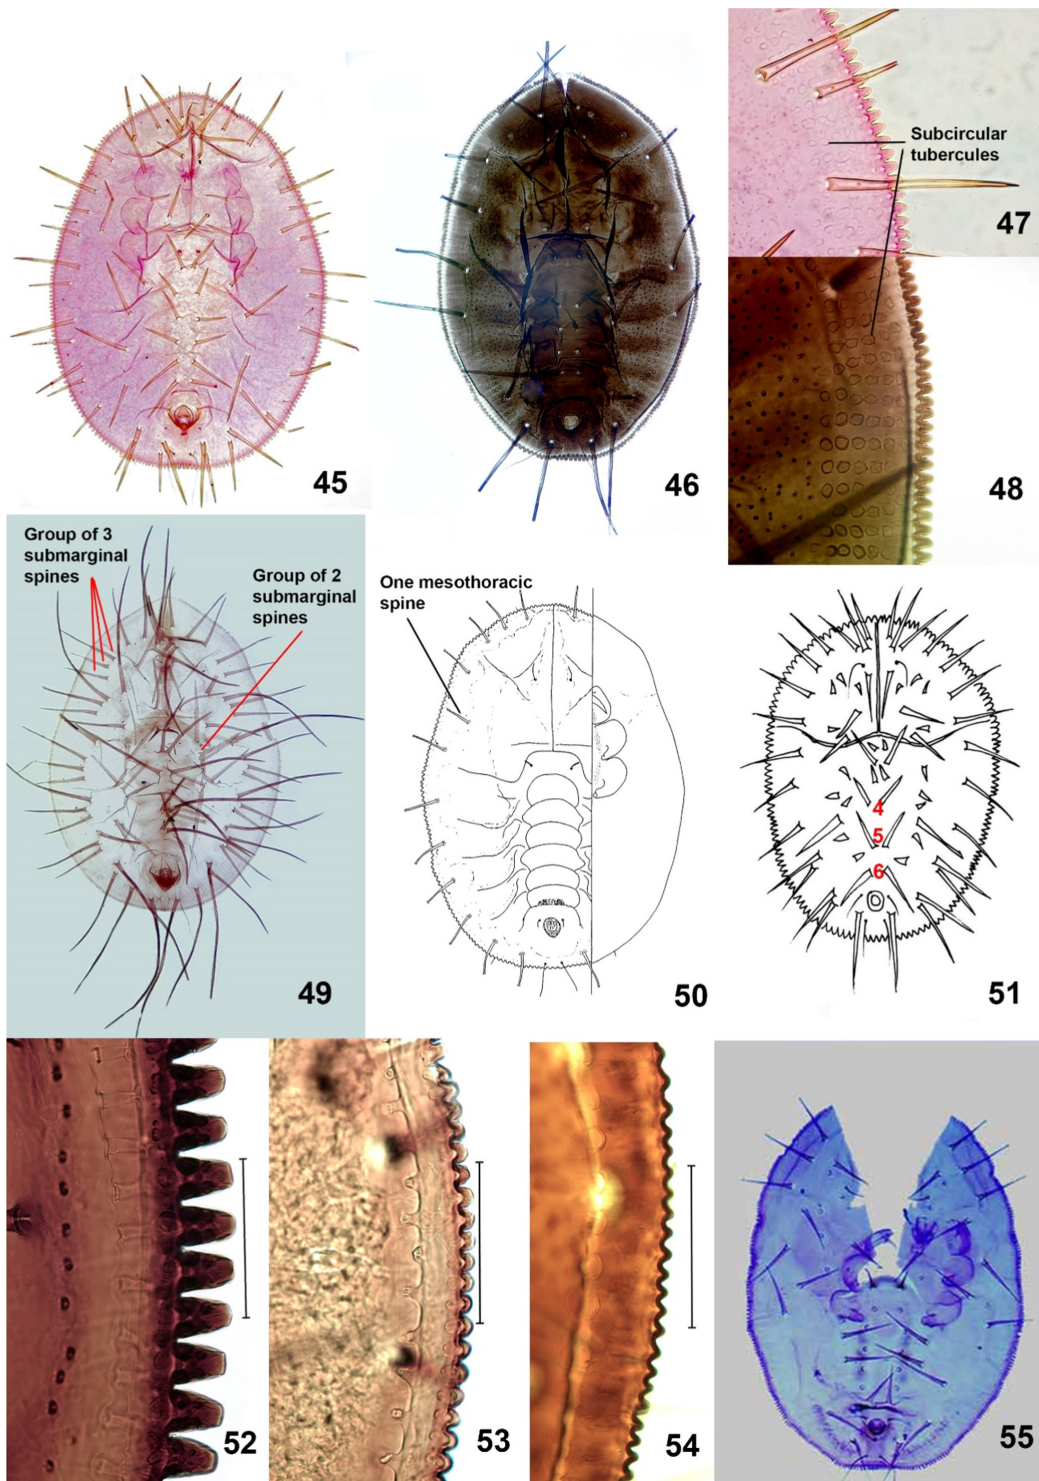 45
46
47
Subcircular
tubercules
48
Group of 3
submarginal
spines
Group of 2
submarginal
spines
49
One mesothoracic
spine
50
4
5
6
51
52
53
54
55